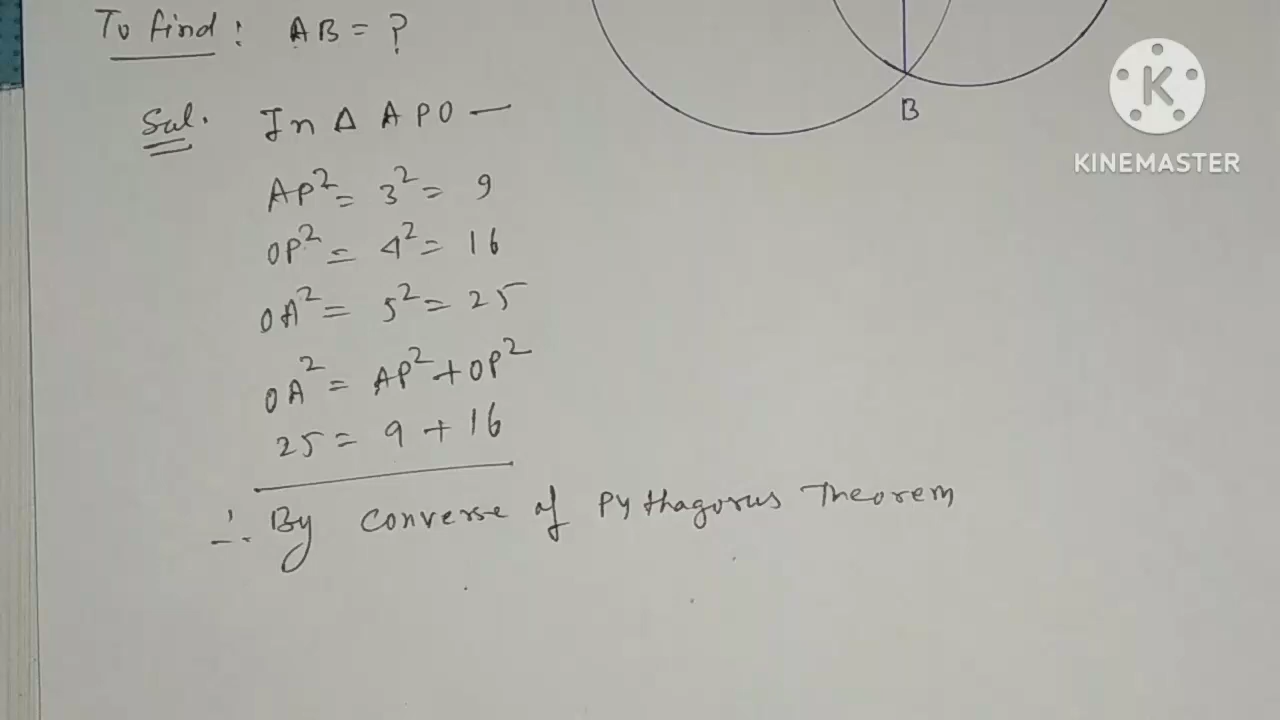 To find: AB = ?
B
K
KINEMASTER
Sol. In Δ APO —
AP² = 3² = 9
OP² = 4² = 16
OA² = 5² = 25
OA² = AP² + OP²
25 = 9 + 16
∴ By converse of Pythagorus Theorem